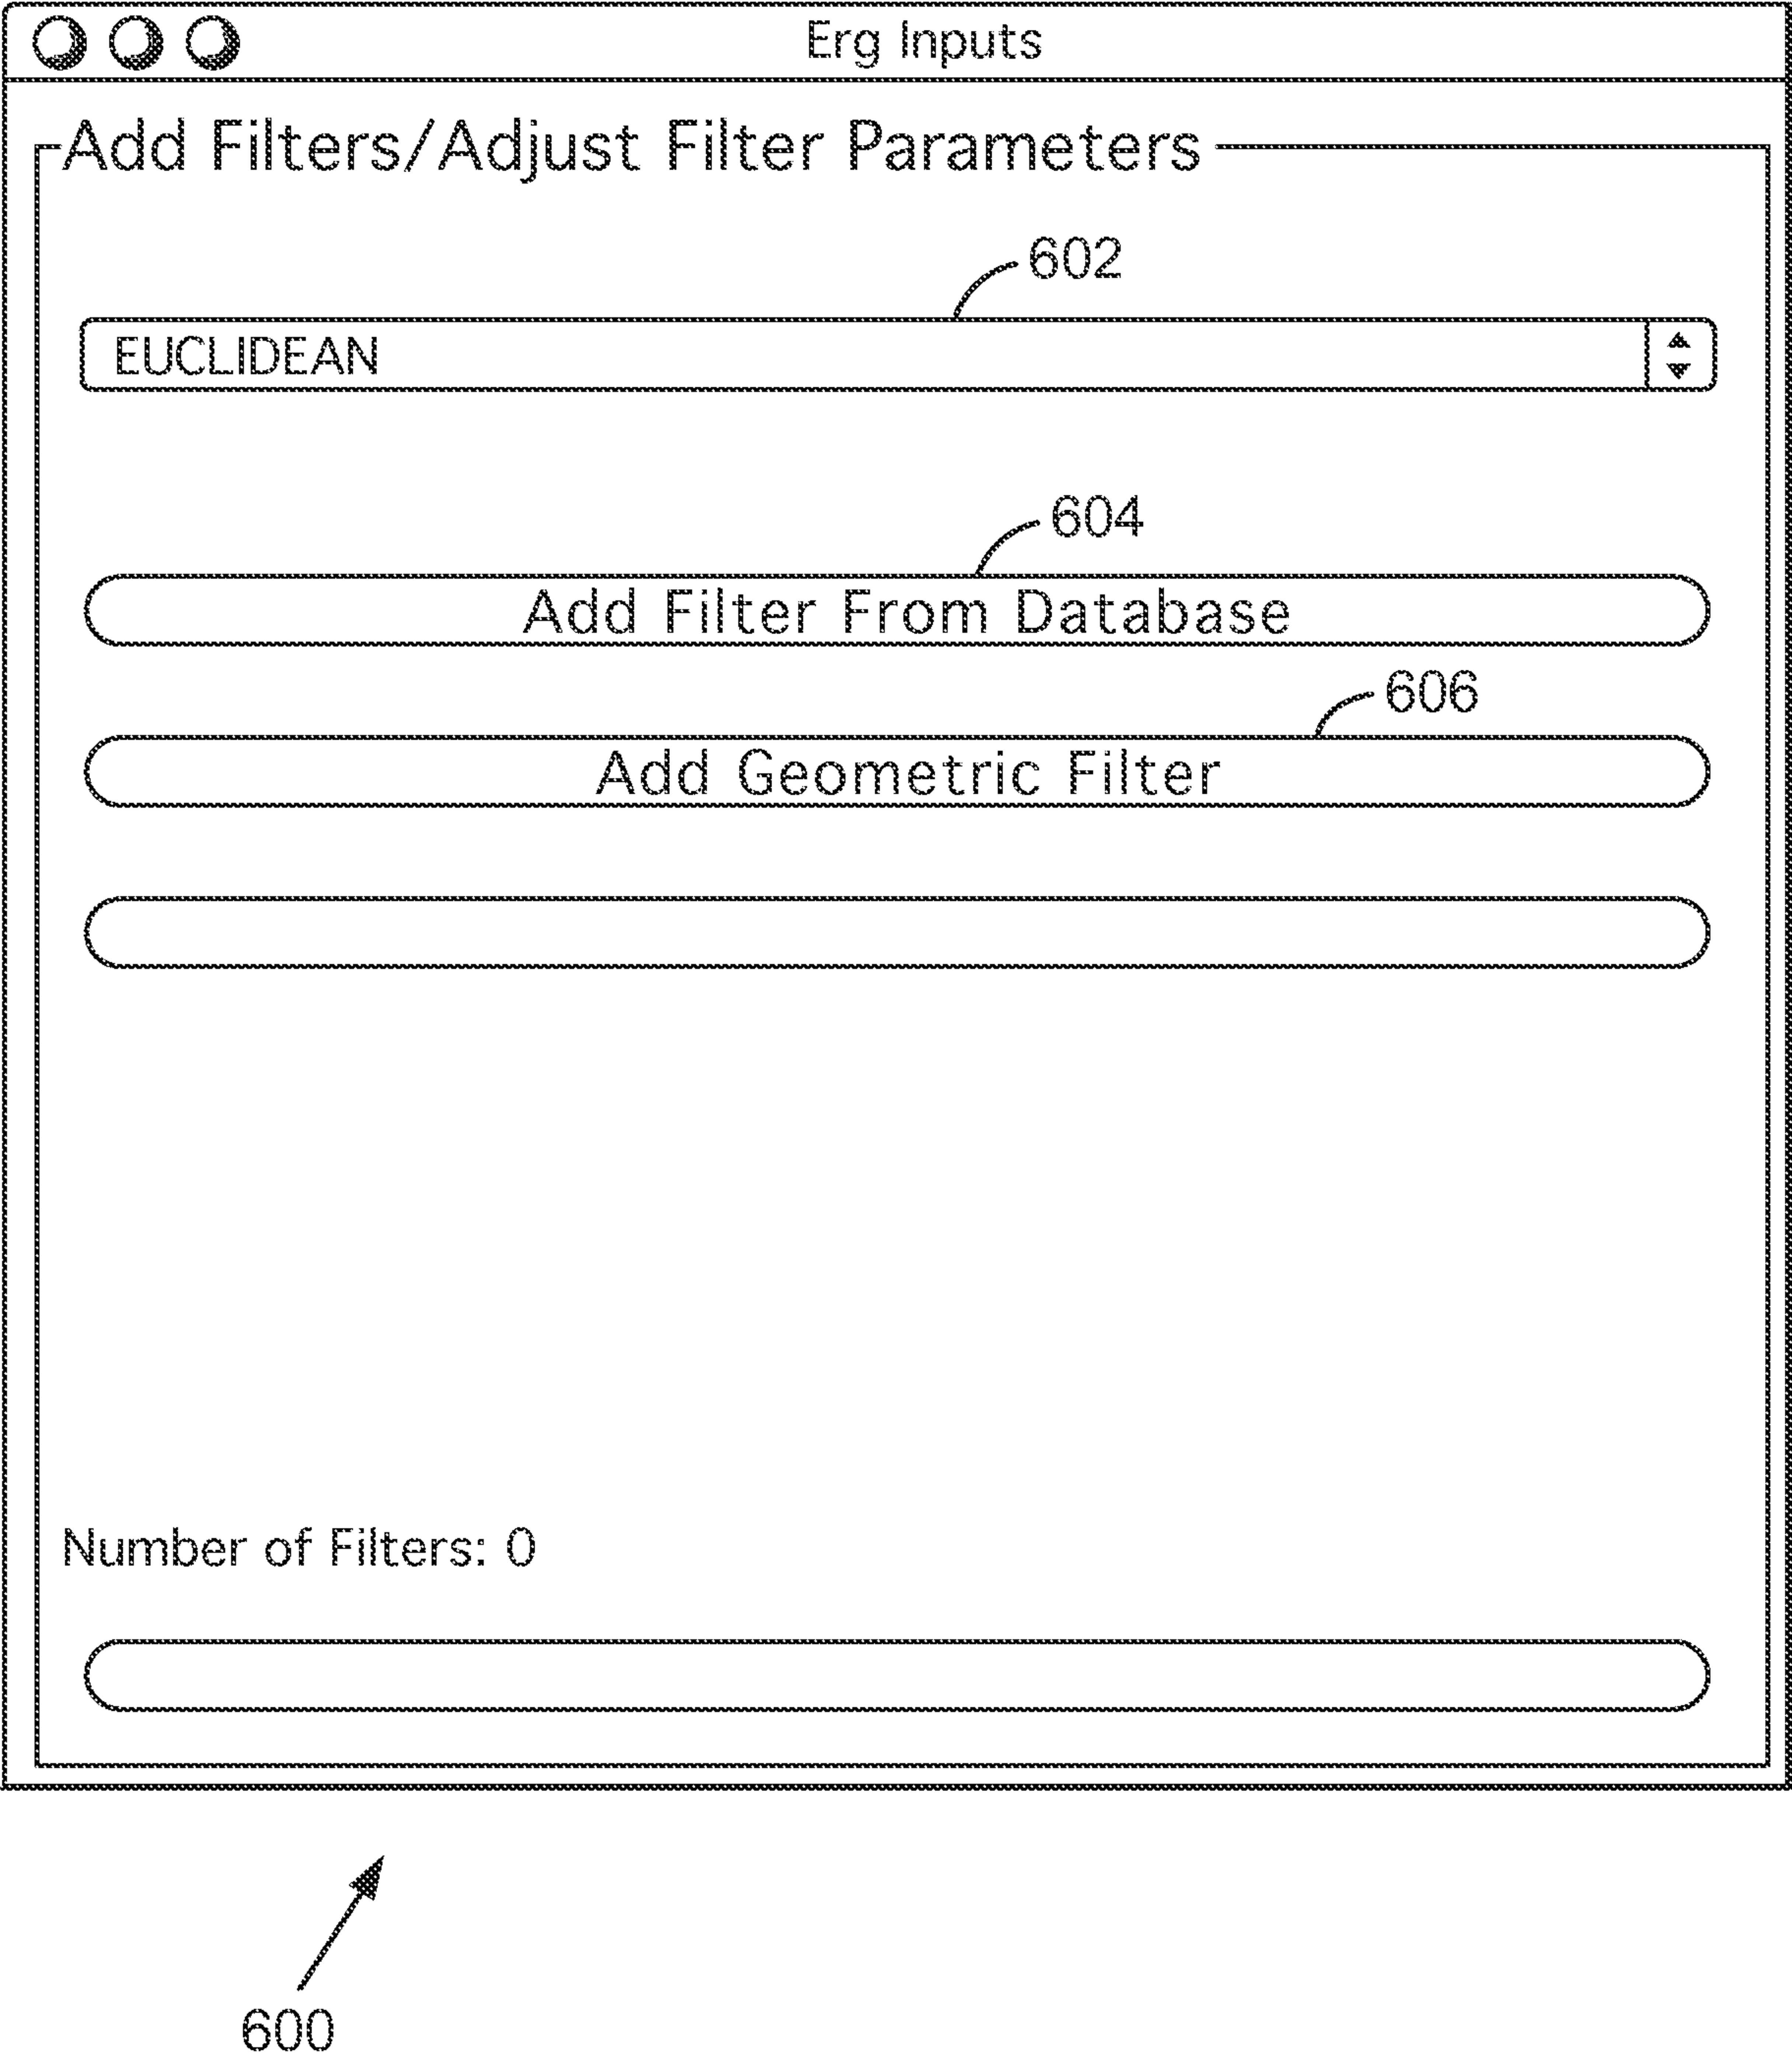 Erg Inputs
Add Filters/Adjust Filter Parameters
602
EUCLIDEAN
604
Add Filter From Database
606
Add Geometric Filter
Number of Filters: 0
600